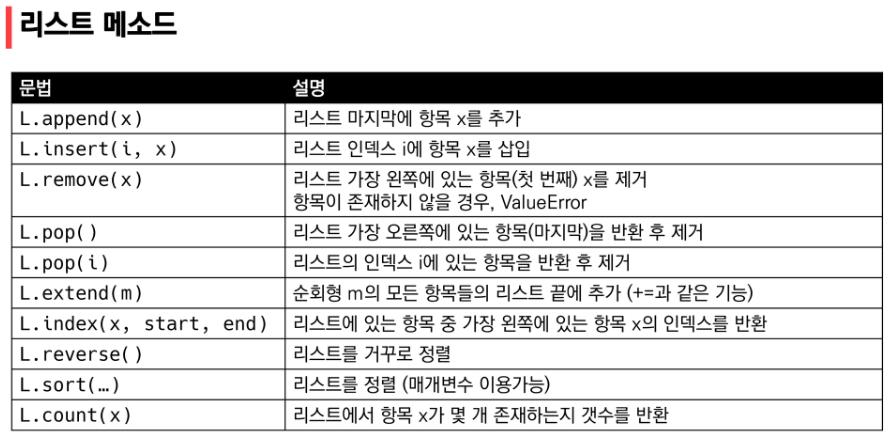 리스트 메소드
문법 설명
L.append(x) 리스트 마지막에 항목 x를 추가
L.insert(i, x) 리스트 인덱스 i에 항목 x를 삽입
L.remove(x) 리스트 가장 왼쪽에 있는 항목(첫 번째) x를 제거
항목이 존재하지 않을 경우, ValueError
L.pop() 리스트 가장 오른쪽에 있는 항목(마지막)을 반환 후 제거
L.pop(i) 리스트의 인덱스 i에 있는 항목을 반환 후 제거
L.extend(m) 순회형 m의 모든 항목들의 리스트 끝에 추가 (+=과 같은 기능)
L.index(x, start, end) 리스트에 있는 항목 중 가장 왼쪽에 있는 항목 x의 인덱스를 반환
L.reverse() 리스트를 거꾸로 정렬
L.sort(…) 리스트를 정렬 (매개변수 이용가능)
L.count(x) 리스트에서 항목 x가 몇 개 존재하는지 갯수를 반환